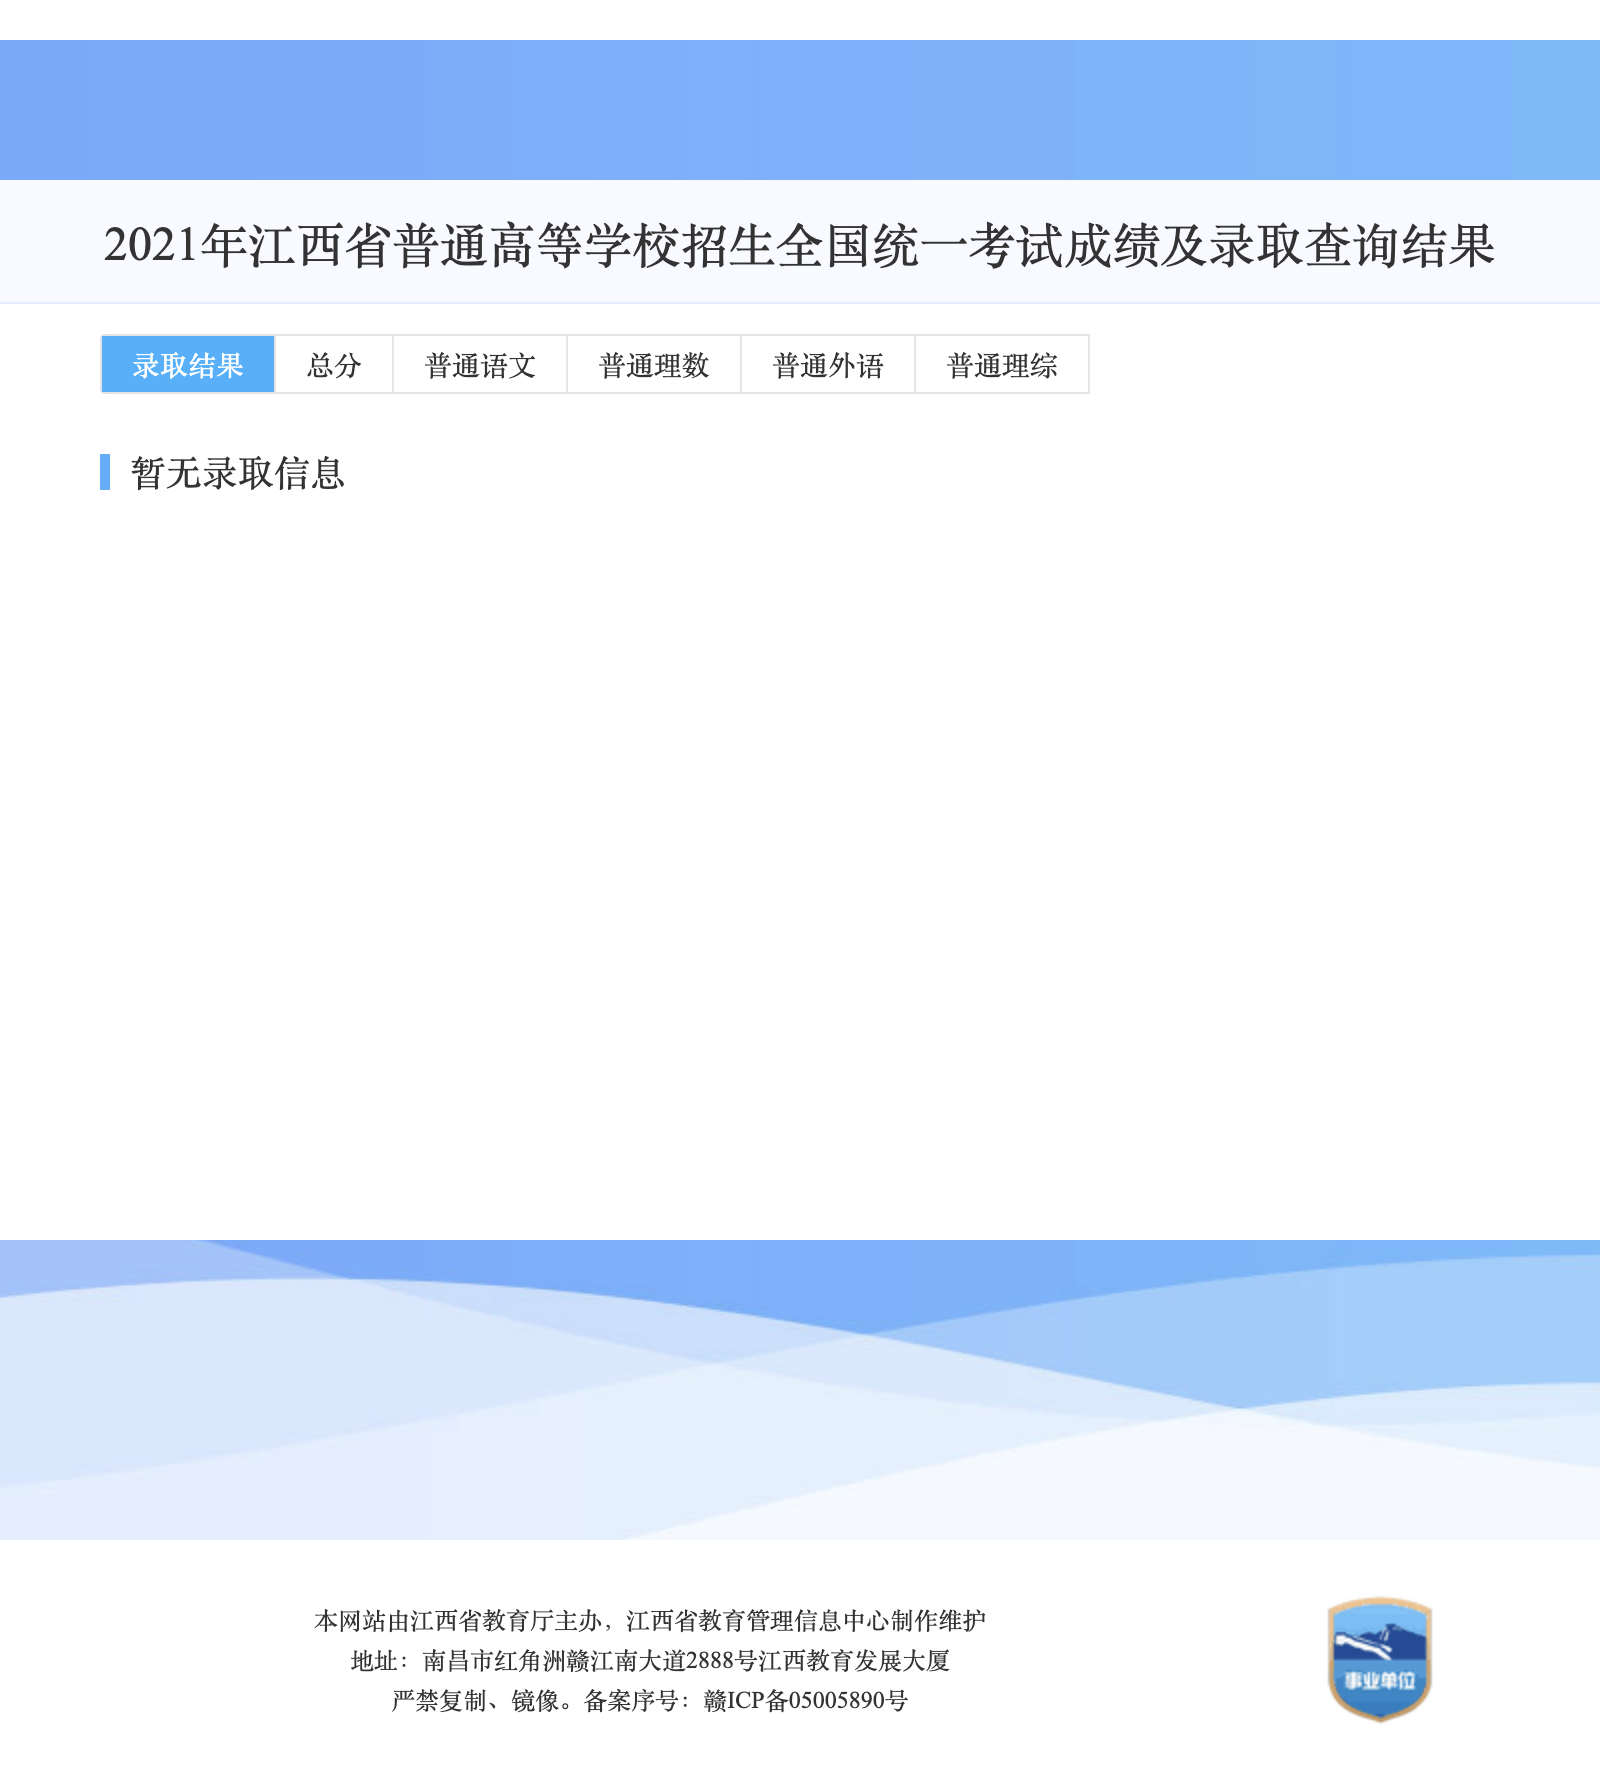 2021年江西省普通高等学校招生全国统一考试成绩及录取查询结果
录取结果 总分 普通语文 普通理数 普通外语 普通理综
暂无录取信息
本网站由江西省教育厅主办，江西省教育管理信息中心制作维护
地址：南昌市红角洲赣江南大道2888号江西教育发展大厦
严禁复制、镜像。备案序号：赣ICP备05005890号
事业单位